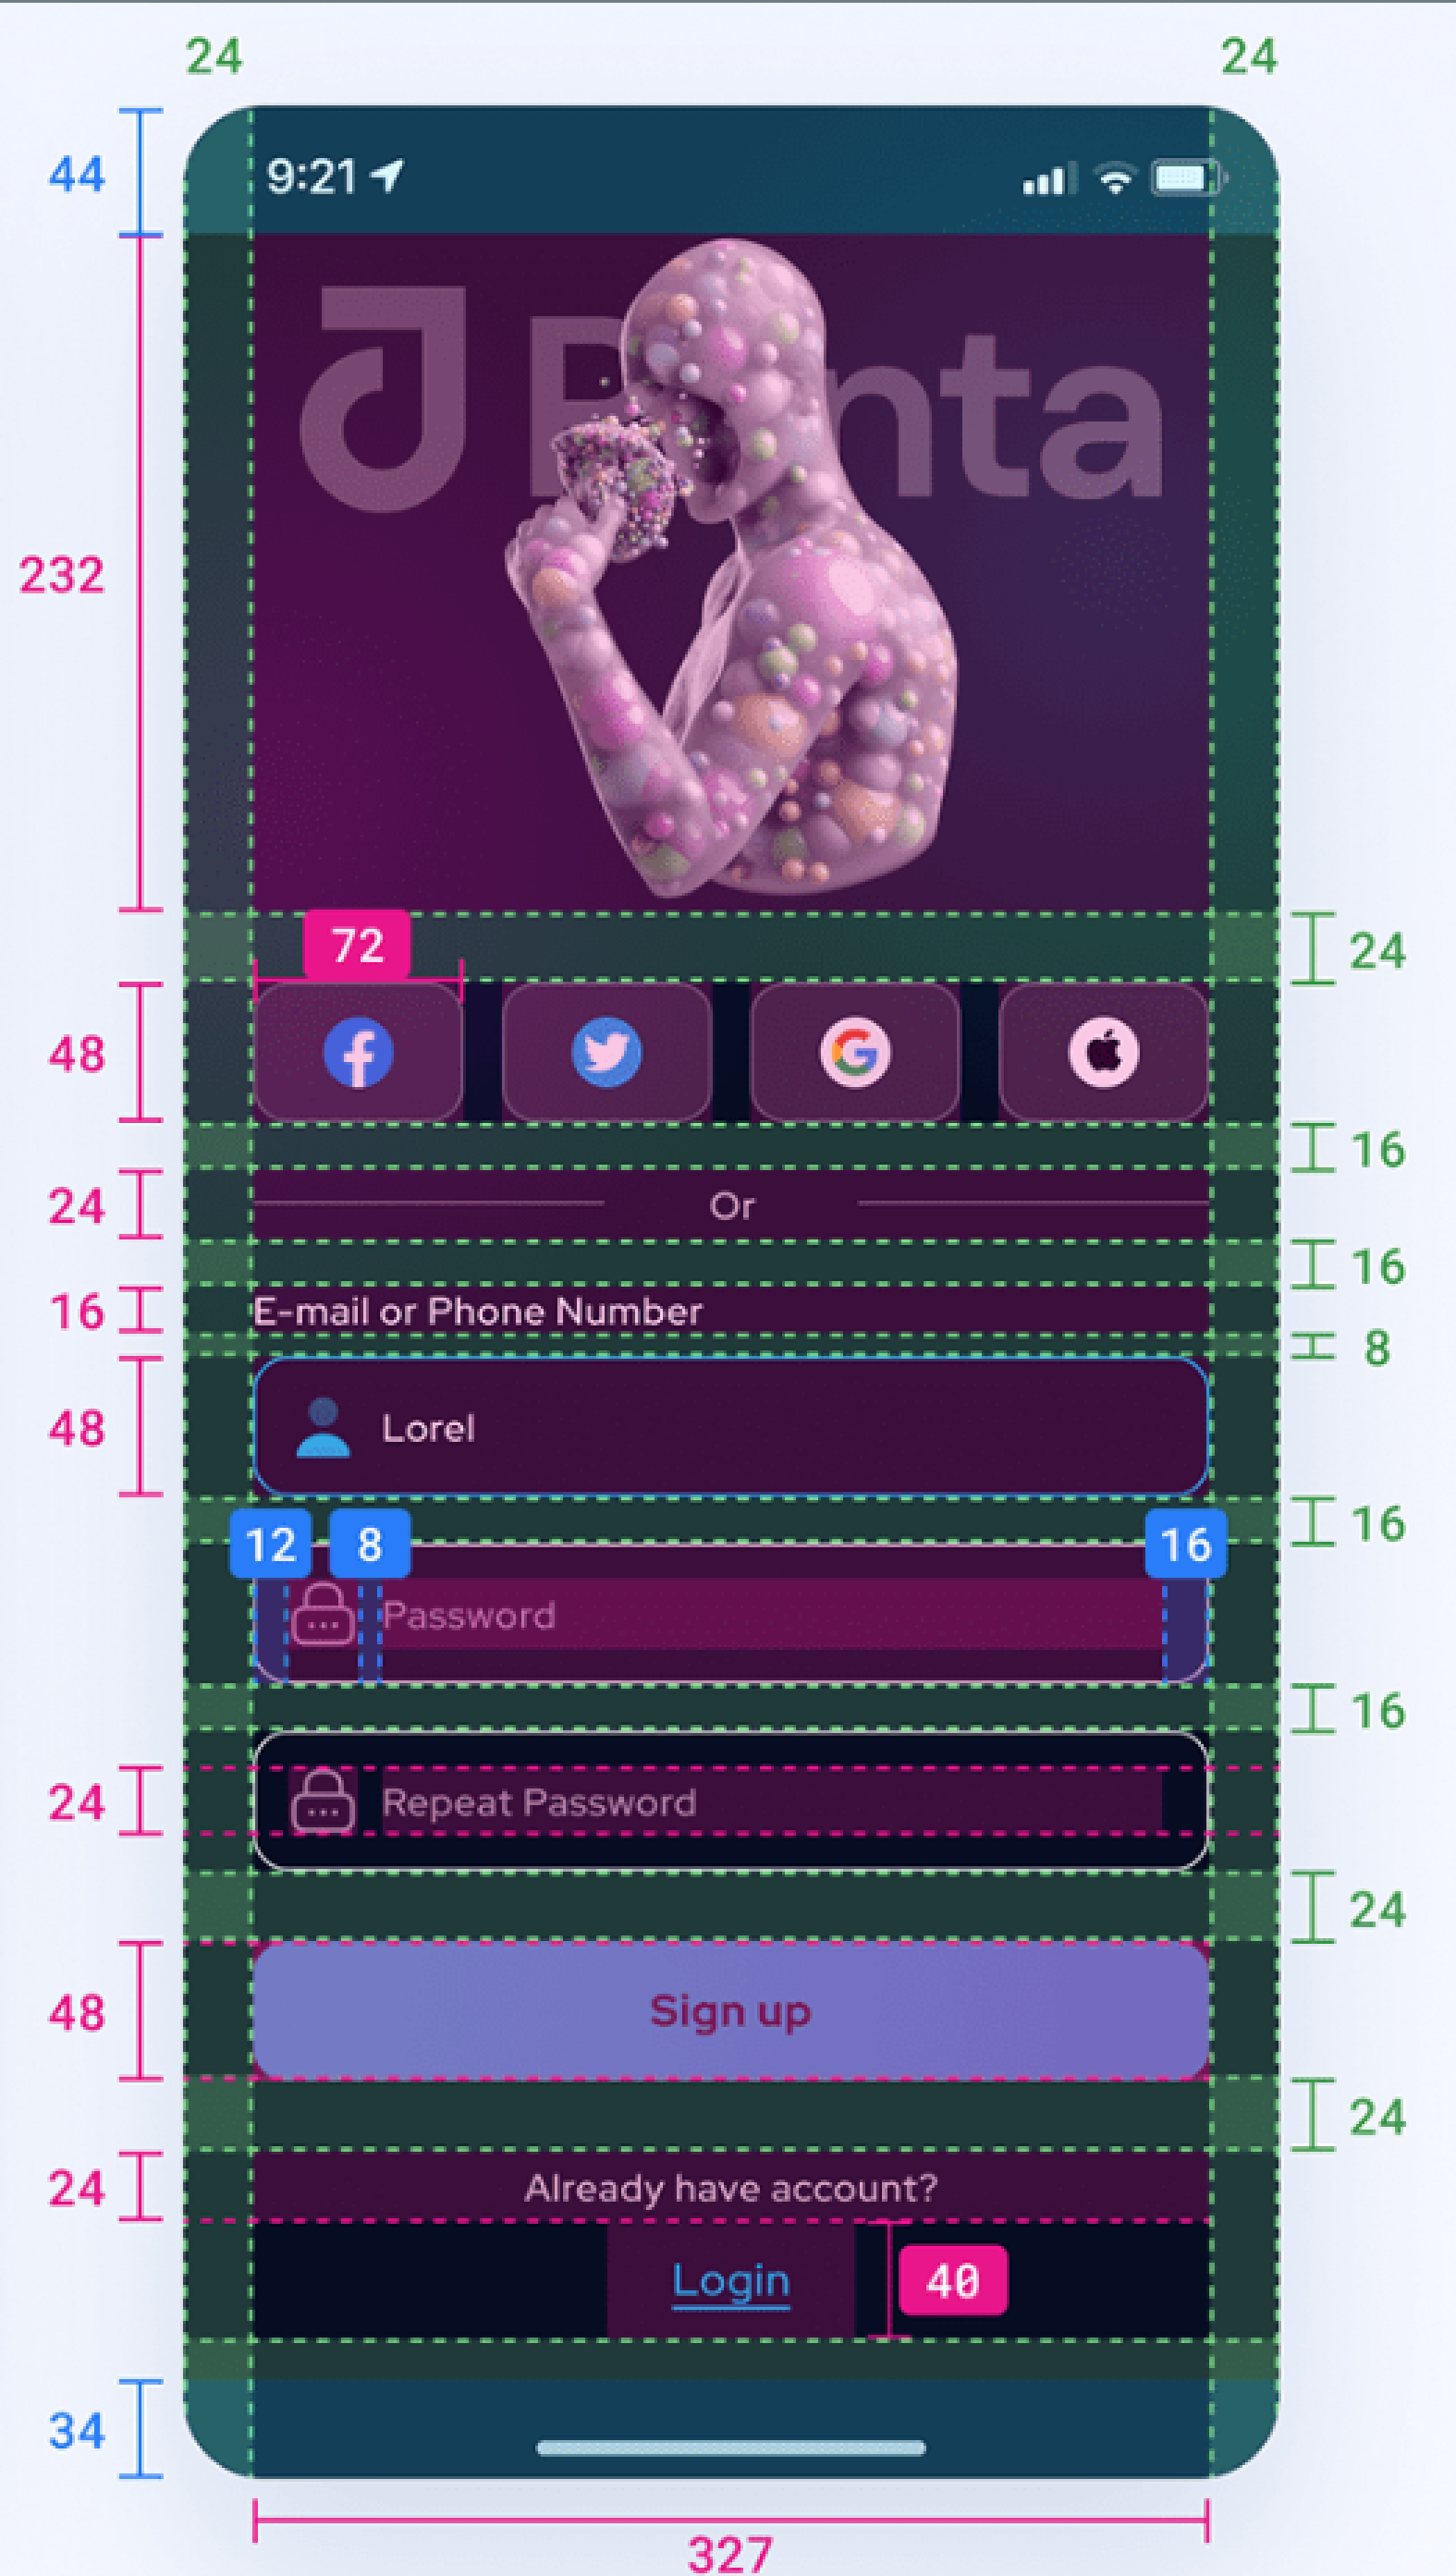 24 24
44
9:21
232
nta
72
24
48
16
24 Or
16
16 E-mail or Phone Number
8
48 Lorel
16
12 8 16
Password
16
24 Repeat Password
24
48 Sign up
24
24 Already have account?
Login 40
34
327